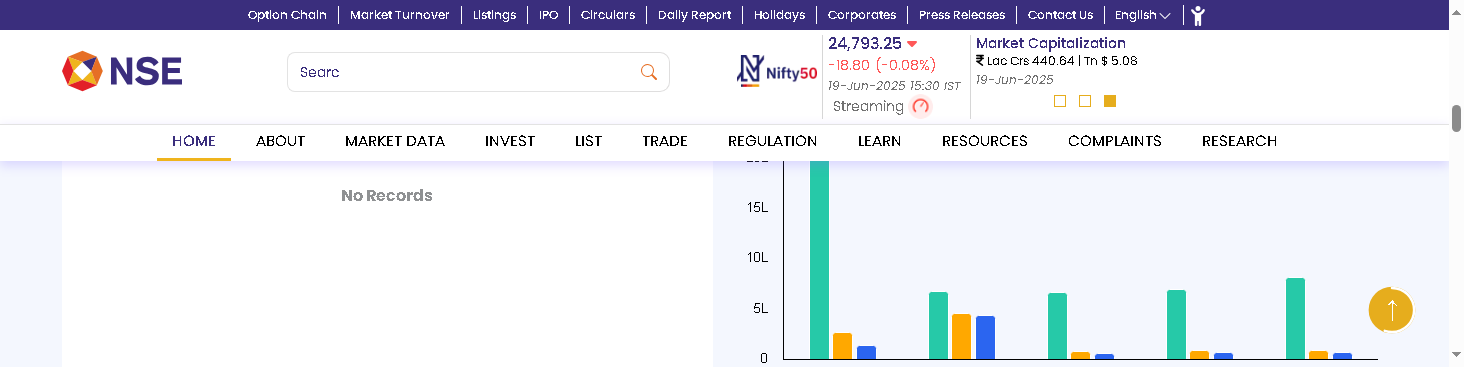 Option Chain | Market Turnover | Listings | IPO | Circulars | Daily Report | Holidays | Corporates | Press Releases | Contact Us | English
NSE
Searc
Nifty50
24,793.25
-18.80 (-0.08%)
19-Jun-2025 15:30 IST
Streaming
Market Capitalization
₹ Lac Crs 440.64 | Tn $ 5.08
19-Jun-2025
HOME ABOUT MARKET DATA INVEST LIST TRADE REGULATION LEARN RESOURCES COMPLAINTS RESEARCH
No Records
15L
10L
5L
0